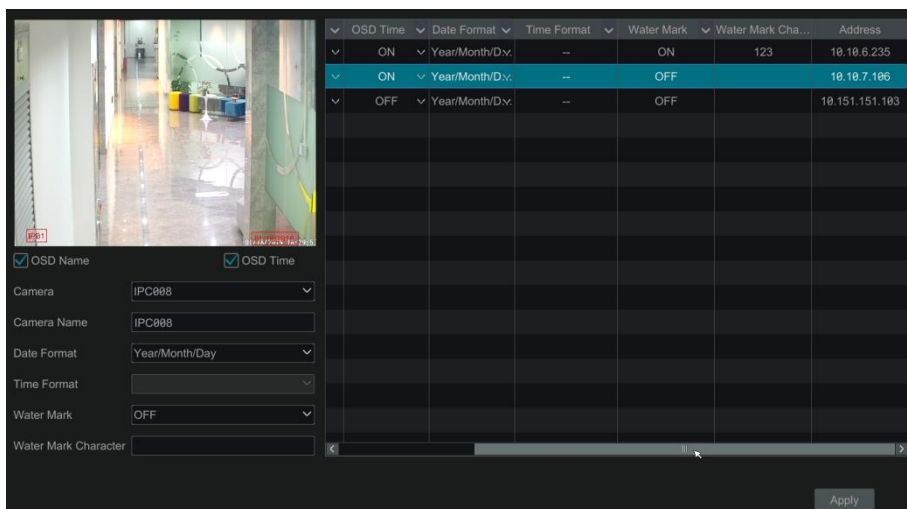 OSD Time Date Format Time Format Water Mark Water Mark Cha... Address
ON Year/Month/D... -- ON 123 10.10.6.235
ON Year/Month/D... -- OFF 10.10.7.106
OFF Year/Month/D... -- OFF 10.151.151.103
IP01
OSD Name OSD Time
Camera IPC008
Camera Name IPC008
Date Format Year/Month/Day
Time Format
Water Mark OFF
Water Mark Character
Apply